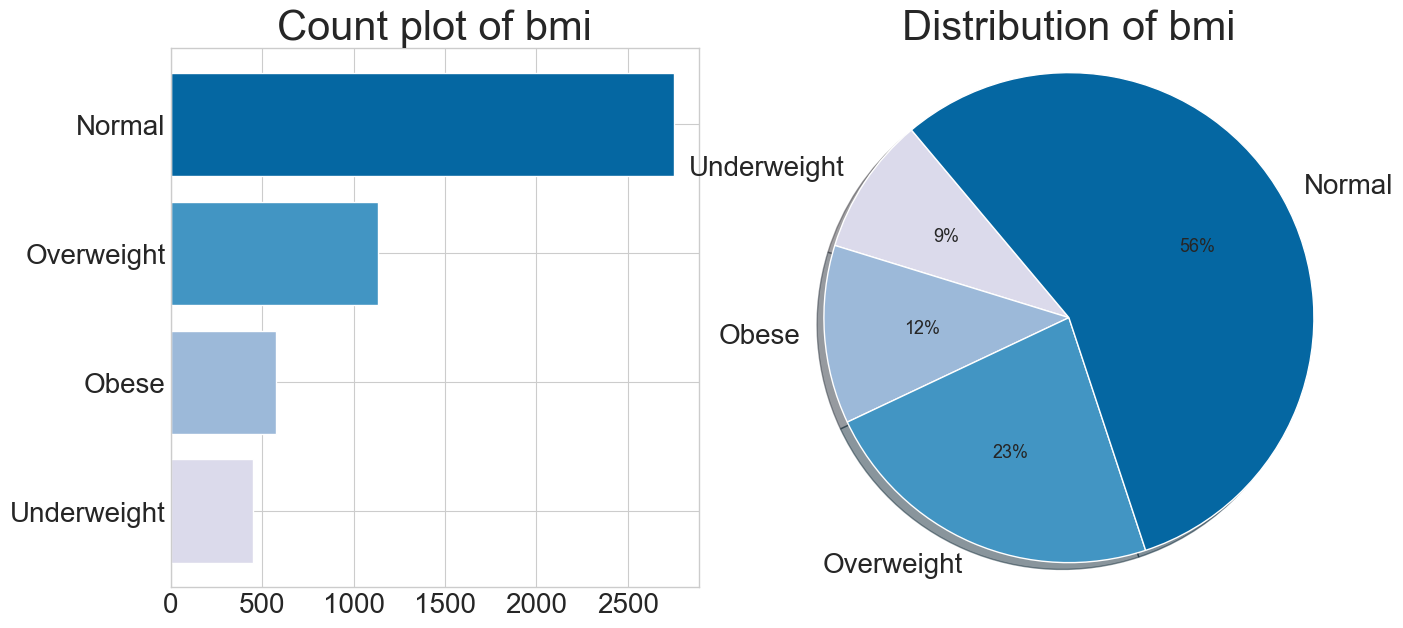 Count plot of bmi
Normal
Overweight
Obese
Underweight
0 500 1000 1500 2000 2500
Distribution of bmi
Underweight
Normal
9%
56%
Obese
12%
23%
Overweight